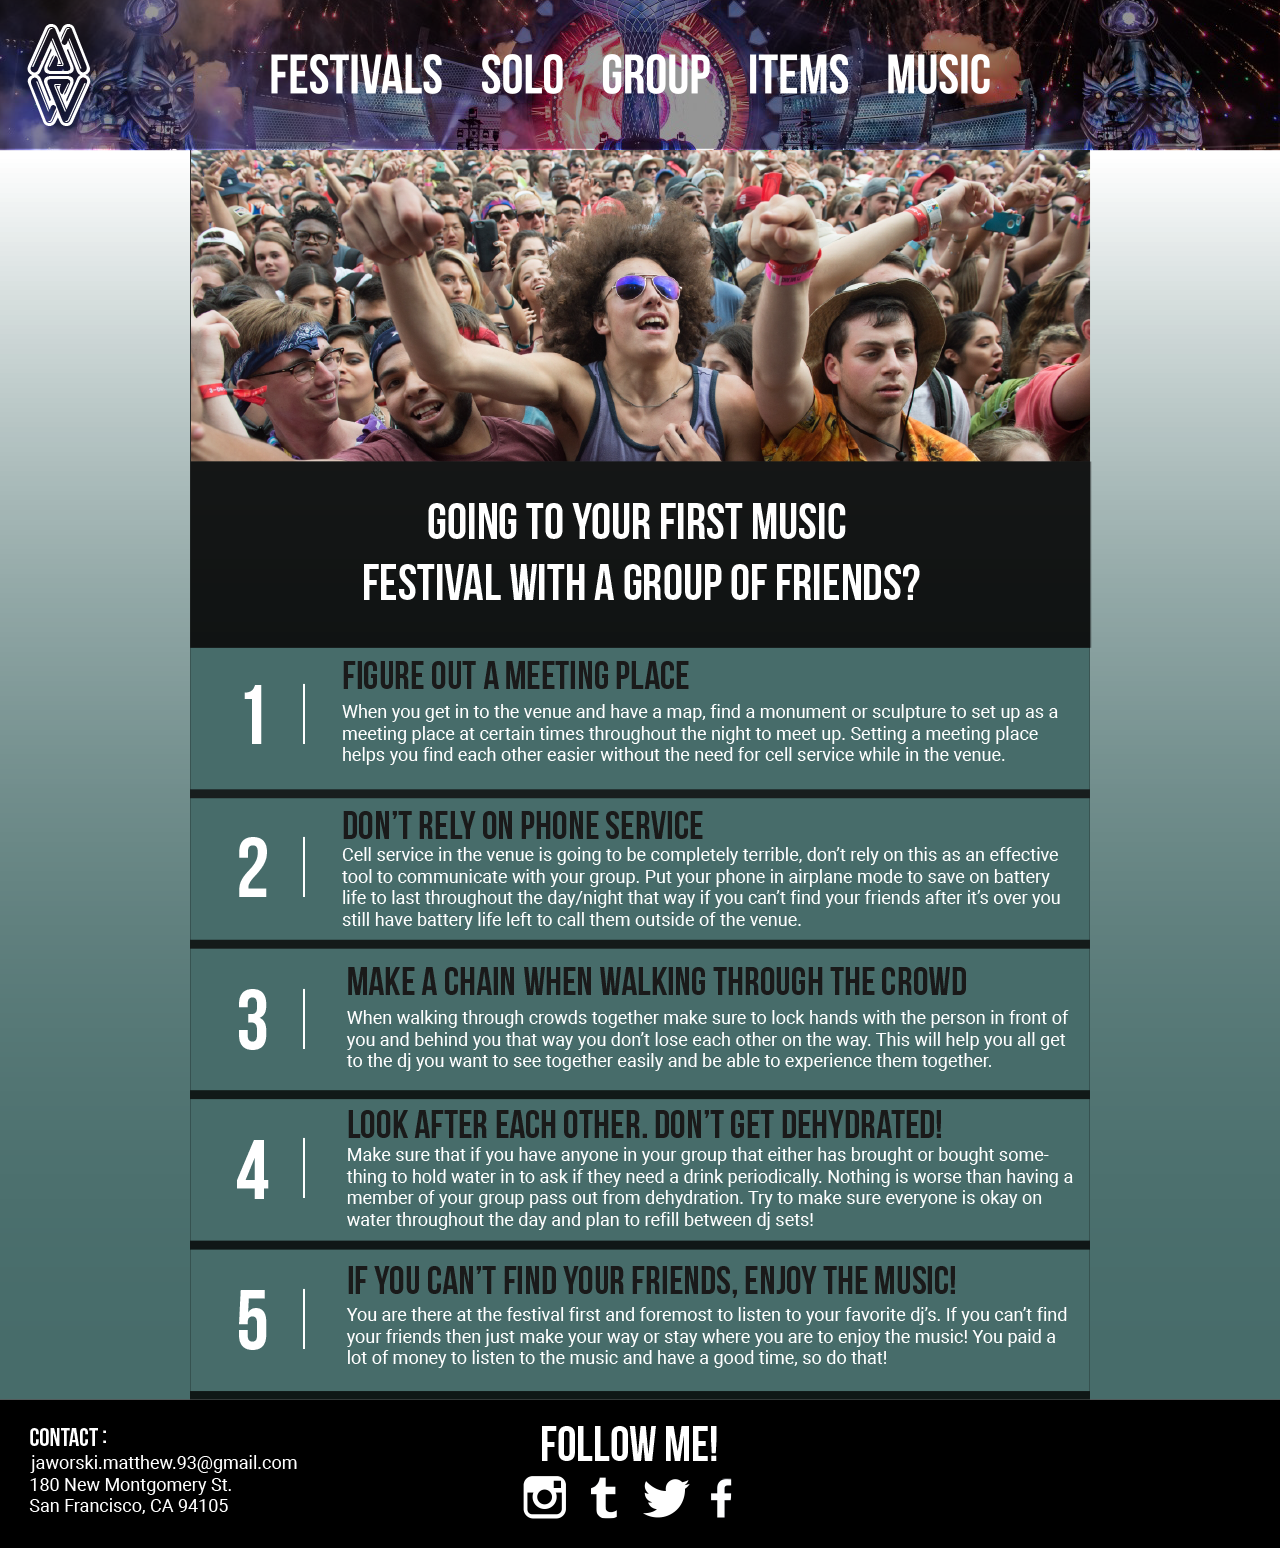 FESTIVALS SOLO GROUP ITEMS MUSIC
GOING TO YOUR FIRST MUSIC
FESTIVAL WITH A GROUP OF FRIENDS?
1
FIGURE OUT A MEETING PLACE
When you get in to the venue and have a map, find a monument or sculpture to set up as a
meeting place at certain times throughout the night to meet up. Setting a meeting place
helps you find each other easier without the need for cell service while in the venue.
2
DON’T RELY ON PHONE SERVICE
Cell service in the venue is going to be completely terrible, don’t rely on this as an effective
tool to communicate with your group. Put your phone in airplane mode to save on battery
life to last throughout the day/night that way if you can’t find your friends after it’s over you
still have battery life left to call them outside of the venue.
3
MAKE A CHAIN WHEN WALKING THROUGH THE CROWD
When walking through crowds together make sure to lock hands with the person in front of
you and behind you that way you don’t lose each other on the way. This will help you all get
to the dj you want to see together easily and be able to experience them together.
4
LOOK AFTER EACH OTHER. DON’T GET DEHYDRATED!
Make sure that if you have anyone in your group that either has brought or bought some-
thing to hold water in to ask if they need a drink periodically. Nothing is worse than having a
member of your group pass out from dehydration. Try to make sure everyone is okay on
water throughout the day and plan to refill between dj sets!
5
IF YOU CAN’T FIND YOUR FRIENDS, ENJOY THE MUSIC!
You are there at the festival first and foremost to listen to your favorite dj’s. If you can’t find
your friends then just make your way or stay where you are to enjoy the music! You paid a
lot of money to listen to the music and have a good time, so do that!
CONTACT :
jaworski.matthew.93@gmail.com
180 New Montgomery St.
San Francisco, CA 94105
FOLLOW ME!